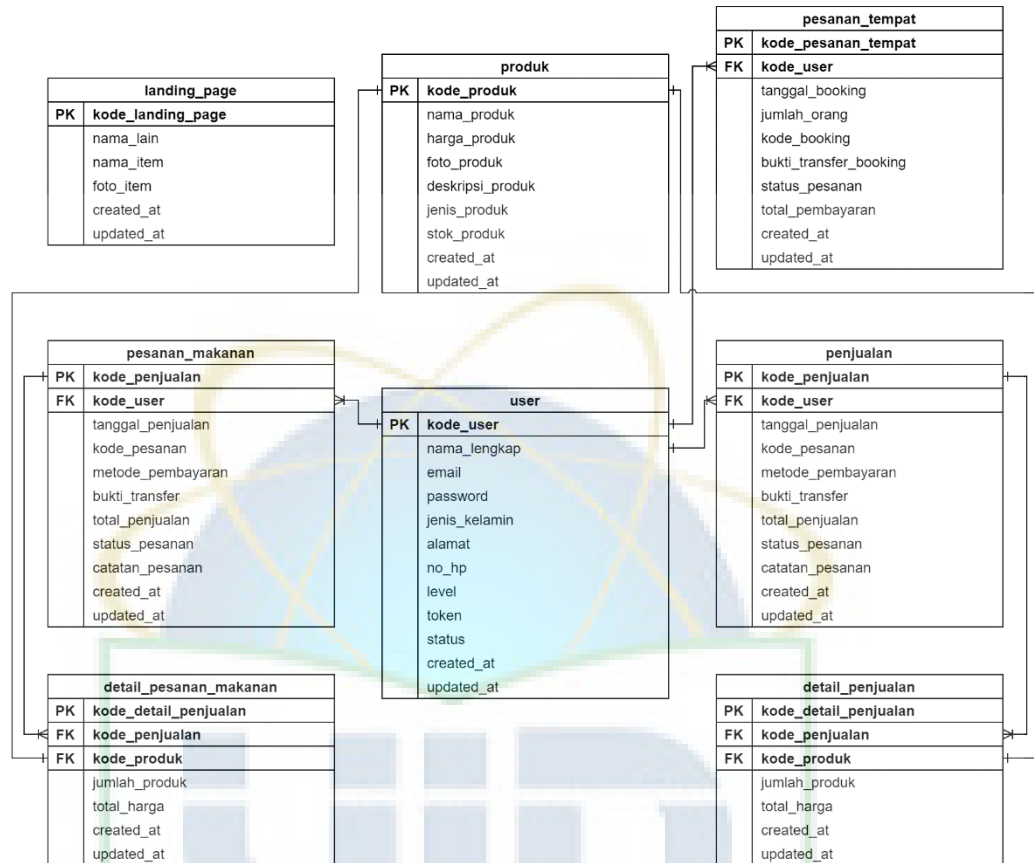 landing_page
PK kode_landing_page
nama_lain
nama_item
foto_item
created_at
updated_at
produk
PK kode_produk
nama_produk
harga_produk
foto_produk
deskripsi_produk
jenis_produk
stok_produk
created_at
updated_at
pesanan_tempat
PK kode_pesanan_tempat
FK kode_user
tanggal_booking
jumlah_orang
kode_booking
bukti_transfer_booking
status_pesanan
total_pembayaran
created_at
updated_at
pesanan_makanan
PK kode_penjualan
FK kode_user
tanggal_penjualan
kode_pesanan
metode_pembayaran
bukti_transfer
total_penjualan
status_pesanan
catatan_pesanan
created_at
updated_at
user
PK kode_user
nama_lengkap
email
password
jenis_kelamin
alamat
no_hp
level
token
status
created_at
updated_at
penjualan
PK kode_penjualan
FK kode_user
tanggal_penjualan
kode_pesanan
metode_pembayaran
bukti_transfer
total_penjualan
status_pesanan
catatan_pesanan
created_at
updated_at
detail_pesanan_makanan
PK kode_detail_penjualan
FK kode_penjualan
FK kode_produk
jumlah_produk
total_harga
created_at
updated_at
detail_penjualan
PK kode_detail_penjualan
FK kode_penjualan
FK kode_produk
jumlah_produk
total_harga
created_at
updated_at